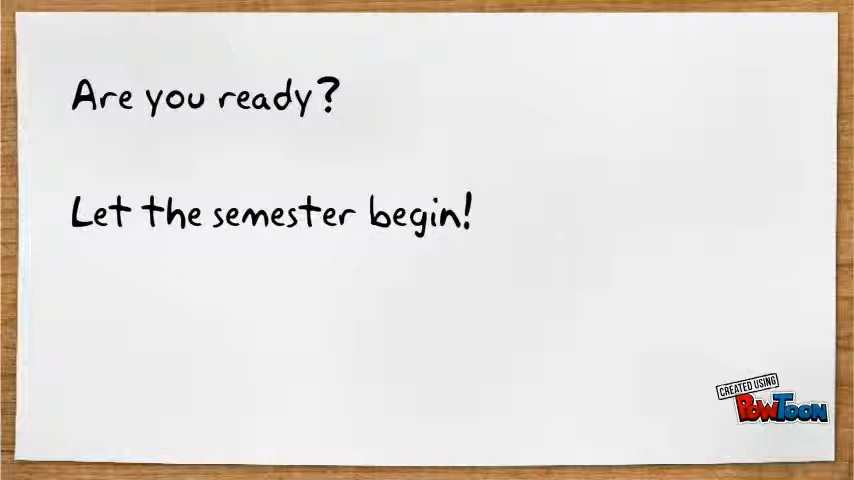 Are you ready?
Let the semester begin!
CREATED USING
POWTOON